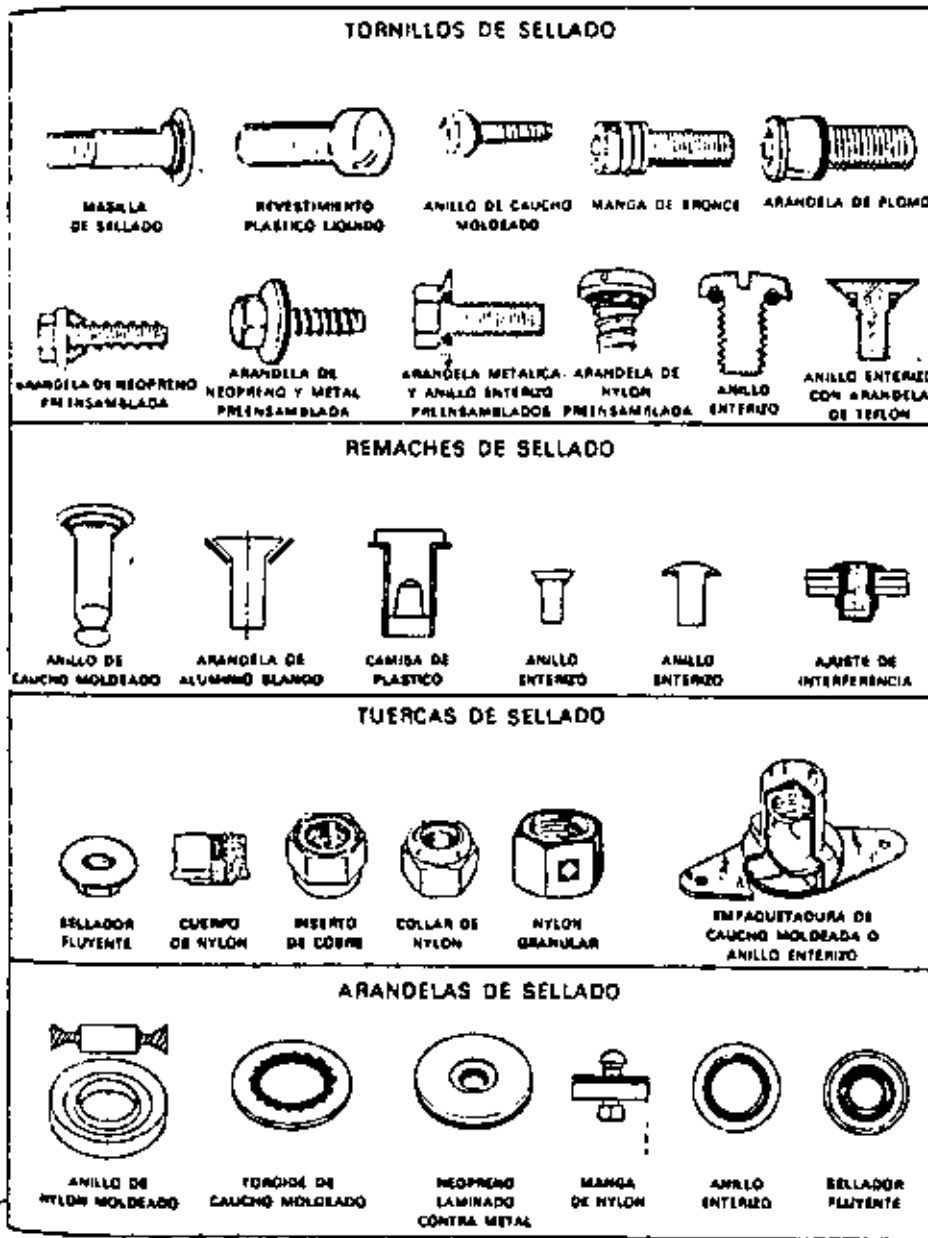 TORNILLOS DE SELLADO
MASILLA
DE SELLADO
REVESTIMIENTO
PLASTICO LIQUIDO
ANILLO DE CAUCHO
MOLDEADO
MANGA DE BRONCE
ARANDELA DE PLOMO
ARANDELA DE NEOPRENO
PREENSAMBLADA
ARANDELA DE
NEOPRENO Y METAL
PREENSAMBLADA
ARANDELA METALICA
Y ANILLO ENTERIZO
PREENSAMBLADOS
ARANDELA DE
NYLON
PREENSAMBLADA
ANILLO
ENTERIZO
ANILLO ENTERIZO
CON ARANDELA
DE TEFLON
REMACHES DE SELLADO
ANILLO DE
CAUCHO MOLDEADO
ARANDELA DE
ALUMINIO BLANDO
CAMISA DE
PLASTICO
ANILLO
ENTERIZO
ANILLO
ENTERIZO
AJUSTE DE
INTERFERENCIA
TUERCAS DE SELLADO
SELLADOR
FLUYENTE
CUERPO
DE NYLON
INSERTO
DE COBRE
COLLAR DE
NYLON
NYLON
GRANULAR
EMPAQUETADURA DE
CAUCHO MOLDEADA O
ANILLO ENTERIZO
ARANDELAS DE SELLADO
ANILLO DE
NYLON MOLDEADO
TOROIDE DE
CAUCHO MOLDEADO
NEOPRENO
LAMINADO
CONTRA METAL
MANGA
DE NYLON
ANILLO
ENTERIZO
SELLADOR
FLUYENTE